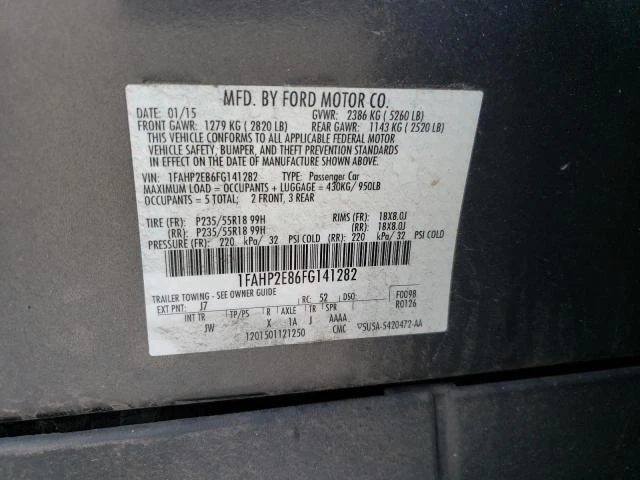 MFD. BY FORD MOTOR CO.
DATE: 01/15 GVWR: 2386 KG ( 5260 LB)
FRONT GAWR: 1279 KG ( 2820 LB) REAR GAWR: 1143 KG ( 2520 LB)
THIS VEHICLE CONFORMS TO ALL APPLICABLE FEDERAL MOTOR
VEHICLE SAFETY, BUMPER, AND THEFT PREVENTION STANDARDS
IN EFFECT ON THE DATE OF MANUFACTURE SHOWN ABOVE.
VIN: 1FAHP2E86FG141282 TYPE: Passenger Car
MAXIMUM LOAD = OCCUPANTS + LUGGAGE = 430KG/ 950LB
OCCUPANTS = 5 TOTAL; 2 FRONT, 3 REAR
TIRE (FR): P235/55R18 99H RIMS (FR): 18X8.0J
(RR): P235/55R18 99H (RR): 18X8.0J
PRESSURE (FR): 220 kPa/ 32 PSI COLD (RR): 220 kPa/ 32 PSI COLD
1FAHP2E86FG141282
TRAILER TOWING - SEE OWNER GUIDE
EXT PNT: J7 RC: 52 DSO: F0098
INT TR TP/PS R AXLE TR SPR R0126
JW X 1A J AAAA
1201501121250 CMC SU5A-5420472-AA